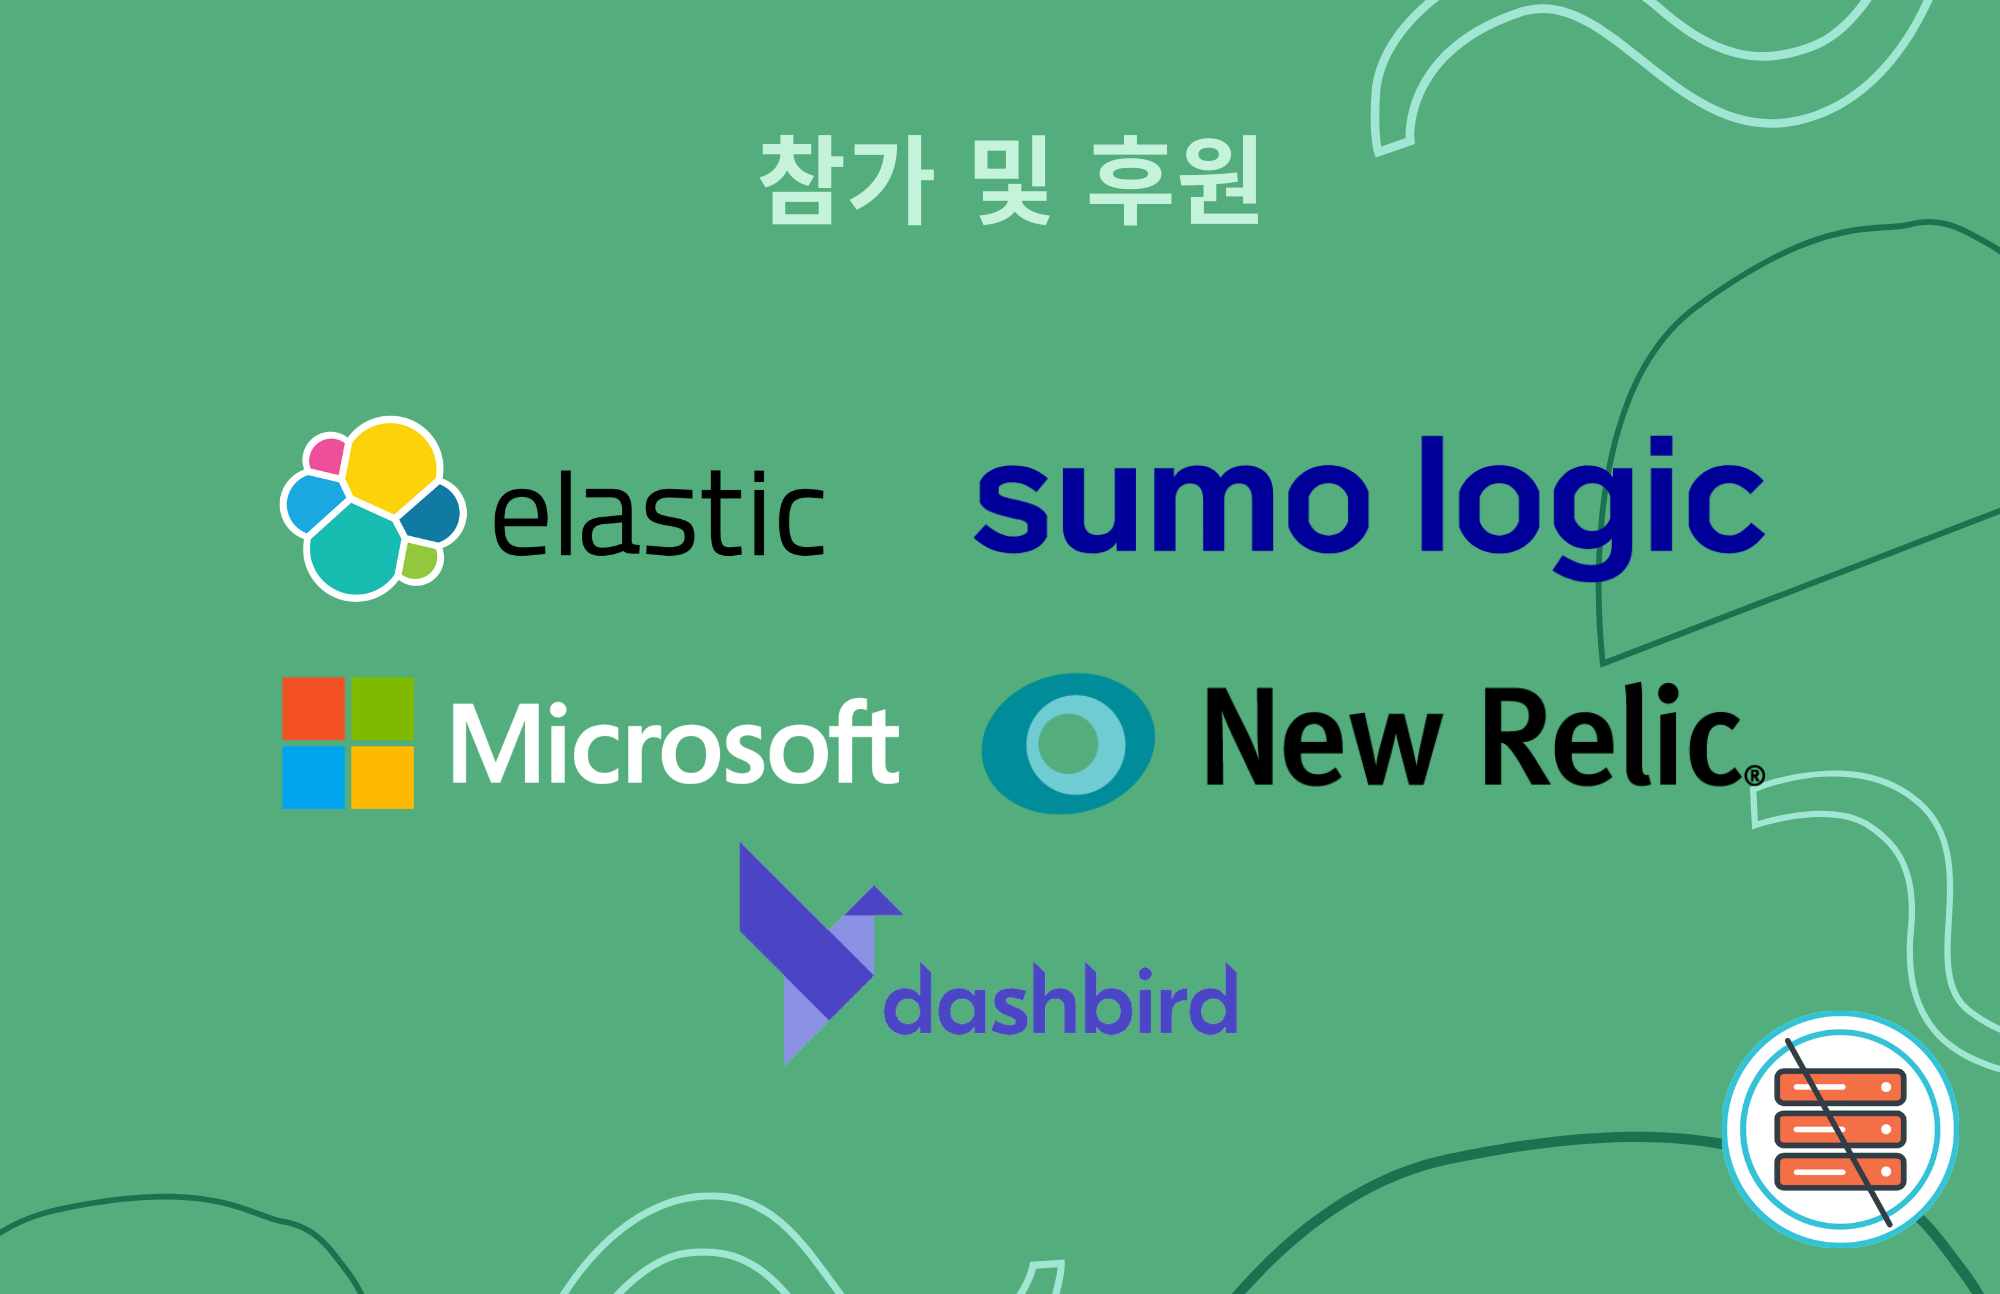 참가 및 후원
elastic
sumo logic
Microsoft
New Relic®
dashbird